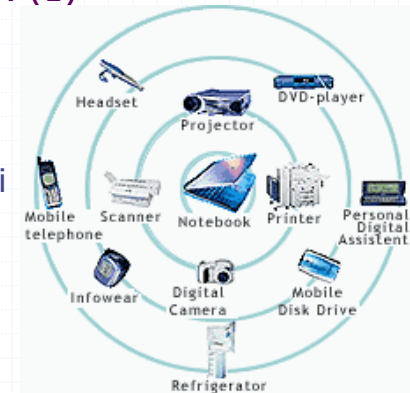 Headset
DVD-player
Projector
i
Mobile
telephone
Scanner
Notebook
Printer
Personal
Digital
Assistent
Infowear
Digital
Camera
Mobile
Disk Drive
Refrigerator